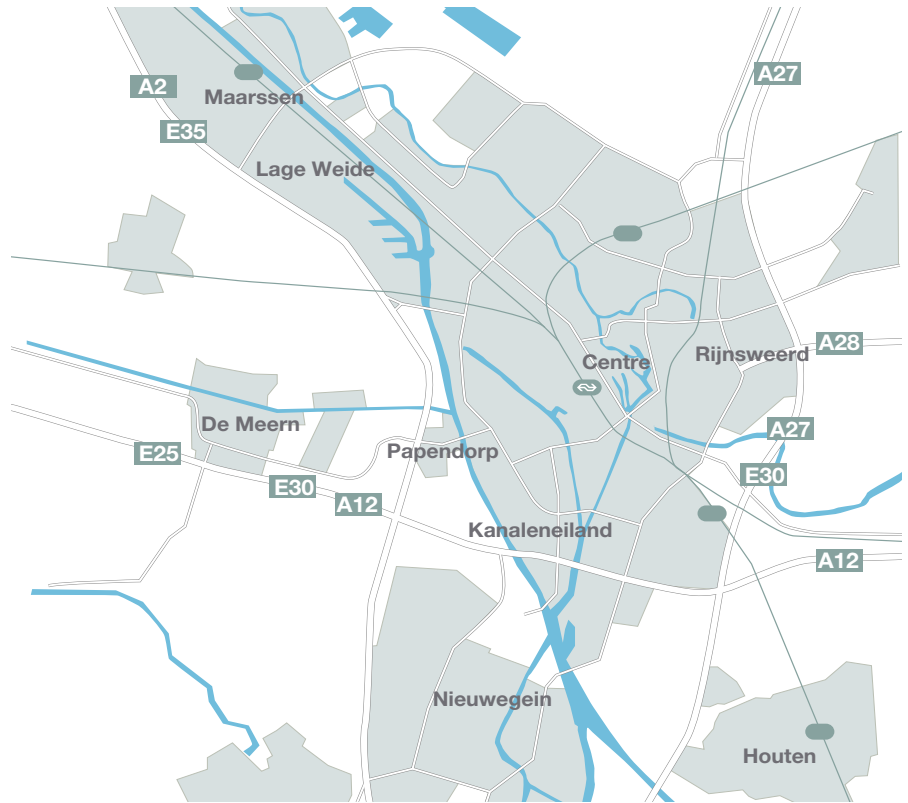 A27
A2
Maarssen
E35
Lage Weide
A28
Rijnsweerd
Centre
De Meern
A27
Papendorp
E25
E30
E30
A12
Kanaleneiland
A12
Nieuwegein
Houten